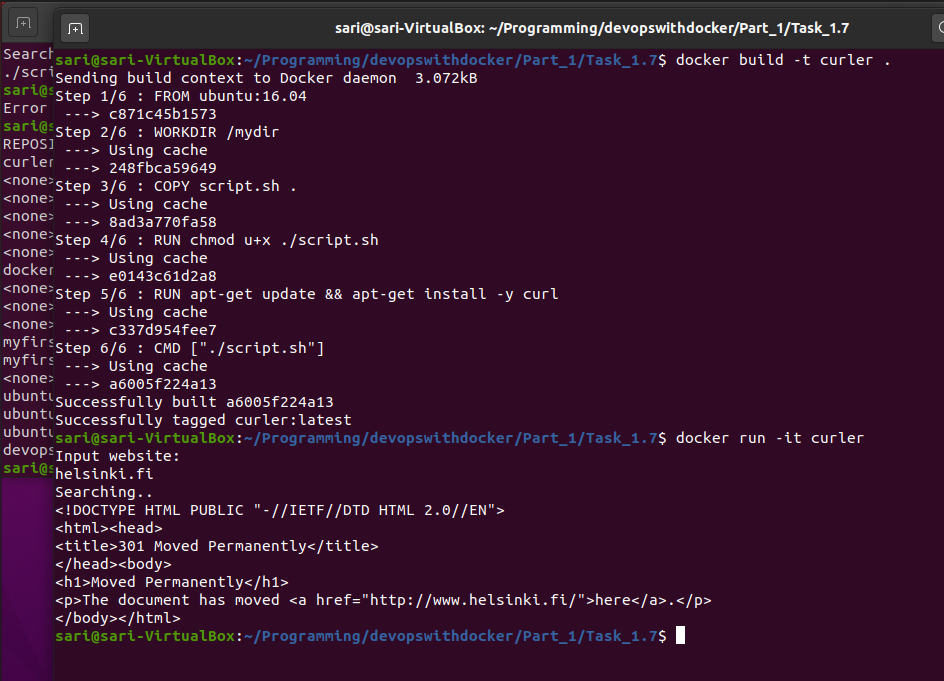 sari@sari-VirtualBox: ~/Programming/devopswithdocker/Part_1/Task_1.7
Search
./scri
sari@s
Error
sari@s
REPOSI
curler
<none>
<none>
<none>
<none>
<none>
docker
<none>
<none>
<none>
myfirs
myfirs
<none>
ubuntu
ubuntu
ubuntu
devops
sari@s
sari@sari-VirtualBox:~/Programming/devopswithdocker/Part_1/Task_1.7$ docker build -t curler .
Sending build context to Docker daemon  3.072kB
Step 1/6 : FROM ubuntu:16.04
 ---> c871c45b1573
Step 2/6 : WORKDIR /mydir
 ---> Using cache
 ---> 248fbca59649
Step 3/6 : COPY script.sh .
 ---> Using cache
 ---> 8ad3a770fa58
Step 4/6 : RUN chmod u+x ./script.sh
 ---> Using cache
 ---> e0143c61d2a8
Step 5/6 : RUN apt-get update && apt-get install -y curl
 ---> Using cache
 ---> c337d954fee7
Step 6/6 : CMD ["./script.sh"]
 ---> Using cache
 ---> a6005f224a13
Successfully built a6005f224a13
Successfully tagged curler:latest
sari@sari-VirtualBox:~/Programming/devopswithdocker/Part_1/Task_1.7$ docker run -it curler
Input website:
helsinki.fi
Searching..
<!DOCTYPE HTML PUBLIC "-//IETF//DTD HTML 2.0//EN">
<html><head>
<title>301 Moved Permanently</title>
</head><body>
<h1>Moved Permanently</h1>
<p>The document has moved <a href="http://www.helsinki.fi/">here</a>.</p>
</body></html>
sari@sari-VirtualBox:~/Programming/devopswithdocker/Part_1/Task_1.7$